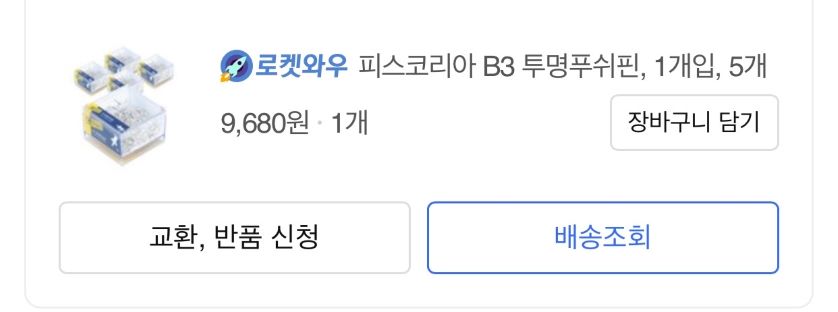 로켓와우 피스코리아 B3 투명푸쉬핀, 1개입, 5개
9,680원 · 1개
장바구니 담기
교환, 반품 신청
배송조회